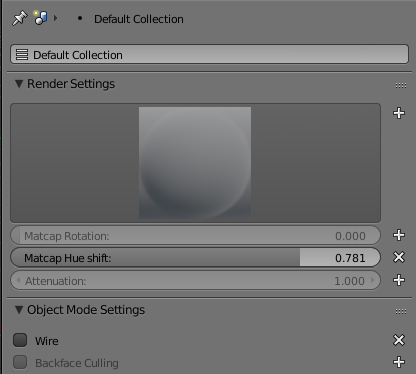 Default Collection
Default Collection
Render Settings
Matcap Rotation: 0.000
Matcap Hue shift: 0.781
Attenuation: 1.000
Object Mode Settings
Wire
Backface Culling